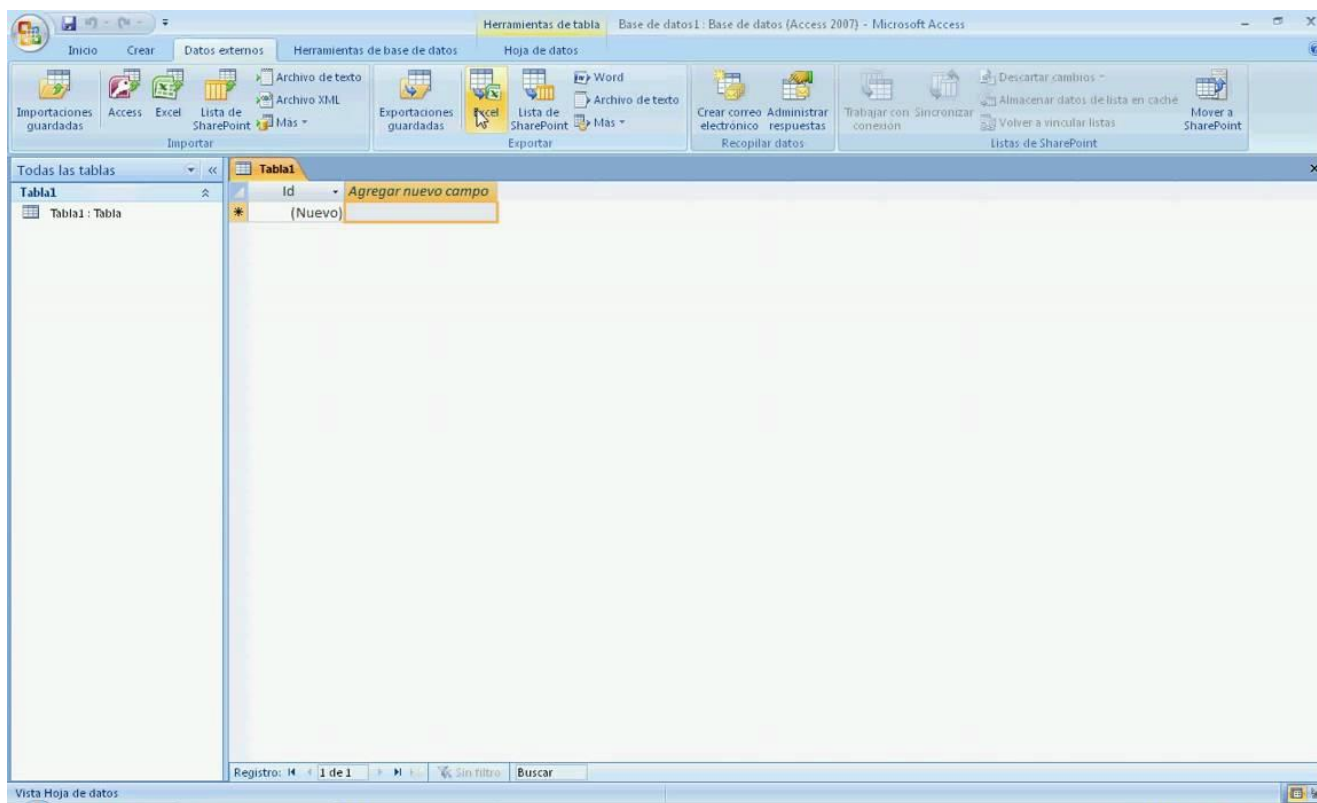 Herramientas de tabla Base de datos1 : Base de datos (Access 2007) - Microsoft Access
Inicio Crear Datos externos Herramientas de base de datos Hoja de datos
Importaciones guardadas
Access
Excel
Lista de SharePoint
Archivo de texto
Archivo XML
Mas
Importar
Exportaciones guardadas
Excel
Lista de SharePoint
Word
Archivo de texto
Mas
Exportar
Crear correo electrónico
Administrar respuestas
Recopilar datos
Trabajar con conexión
Sincronizar
Descartar cambios
Almacenar datos de lista en caché
Volver a vincular listas
Mover a SharePoint
Listas de SharePoint
Todas las tablas
Tabla1
Tabla1 : Tabla
Tabla1
Id Agregar nuevo campo
(Nuevo)
Registro: 1 de 1 Sin filtro Buscar
Vista Hoja de datos